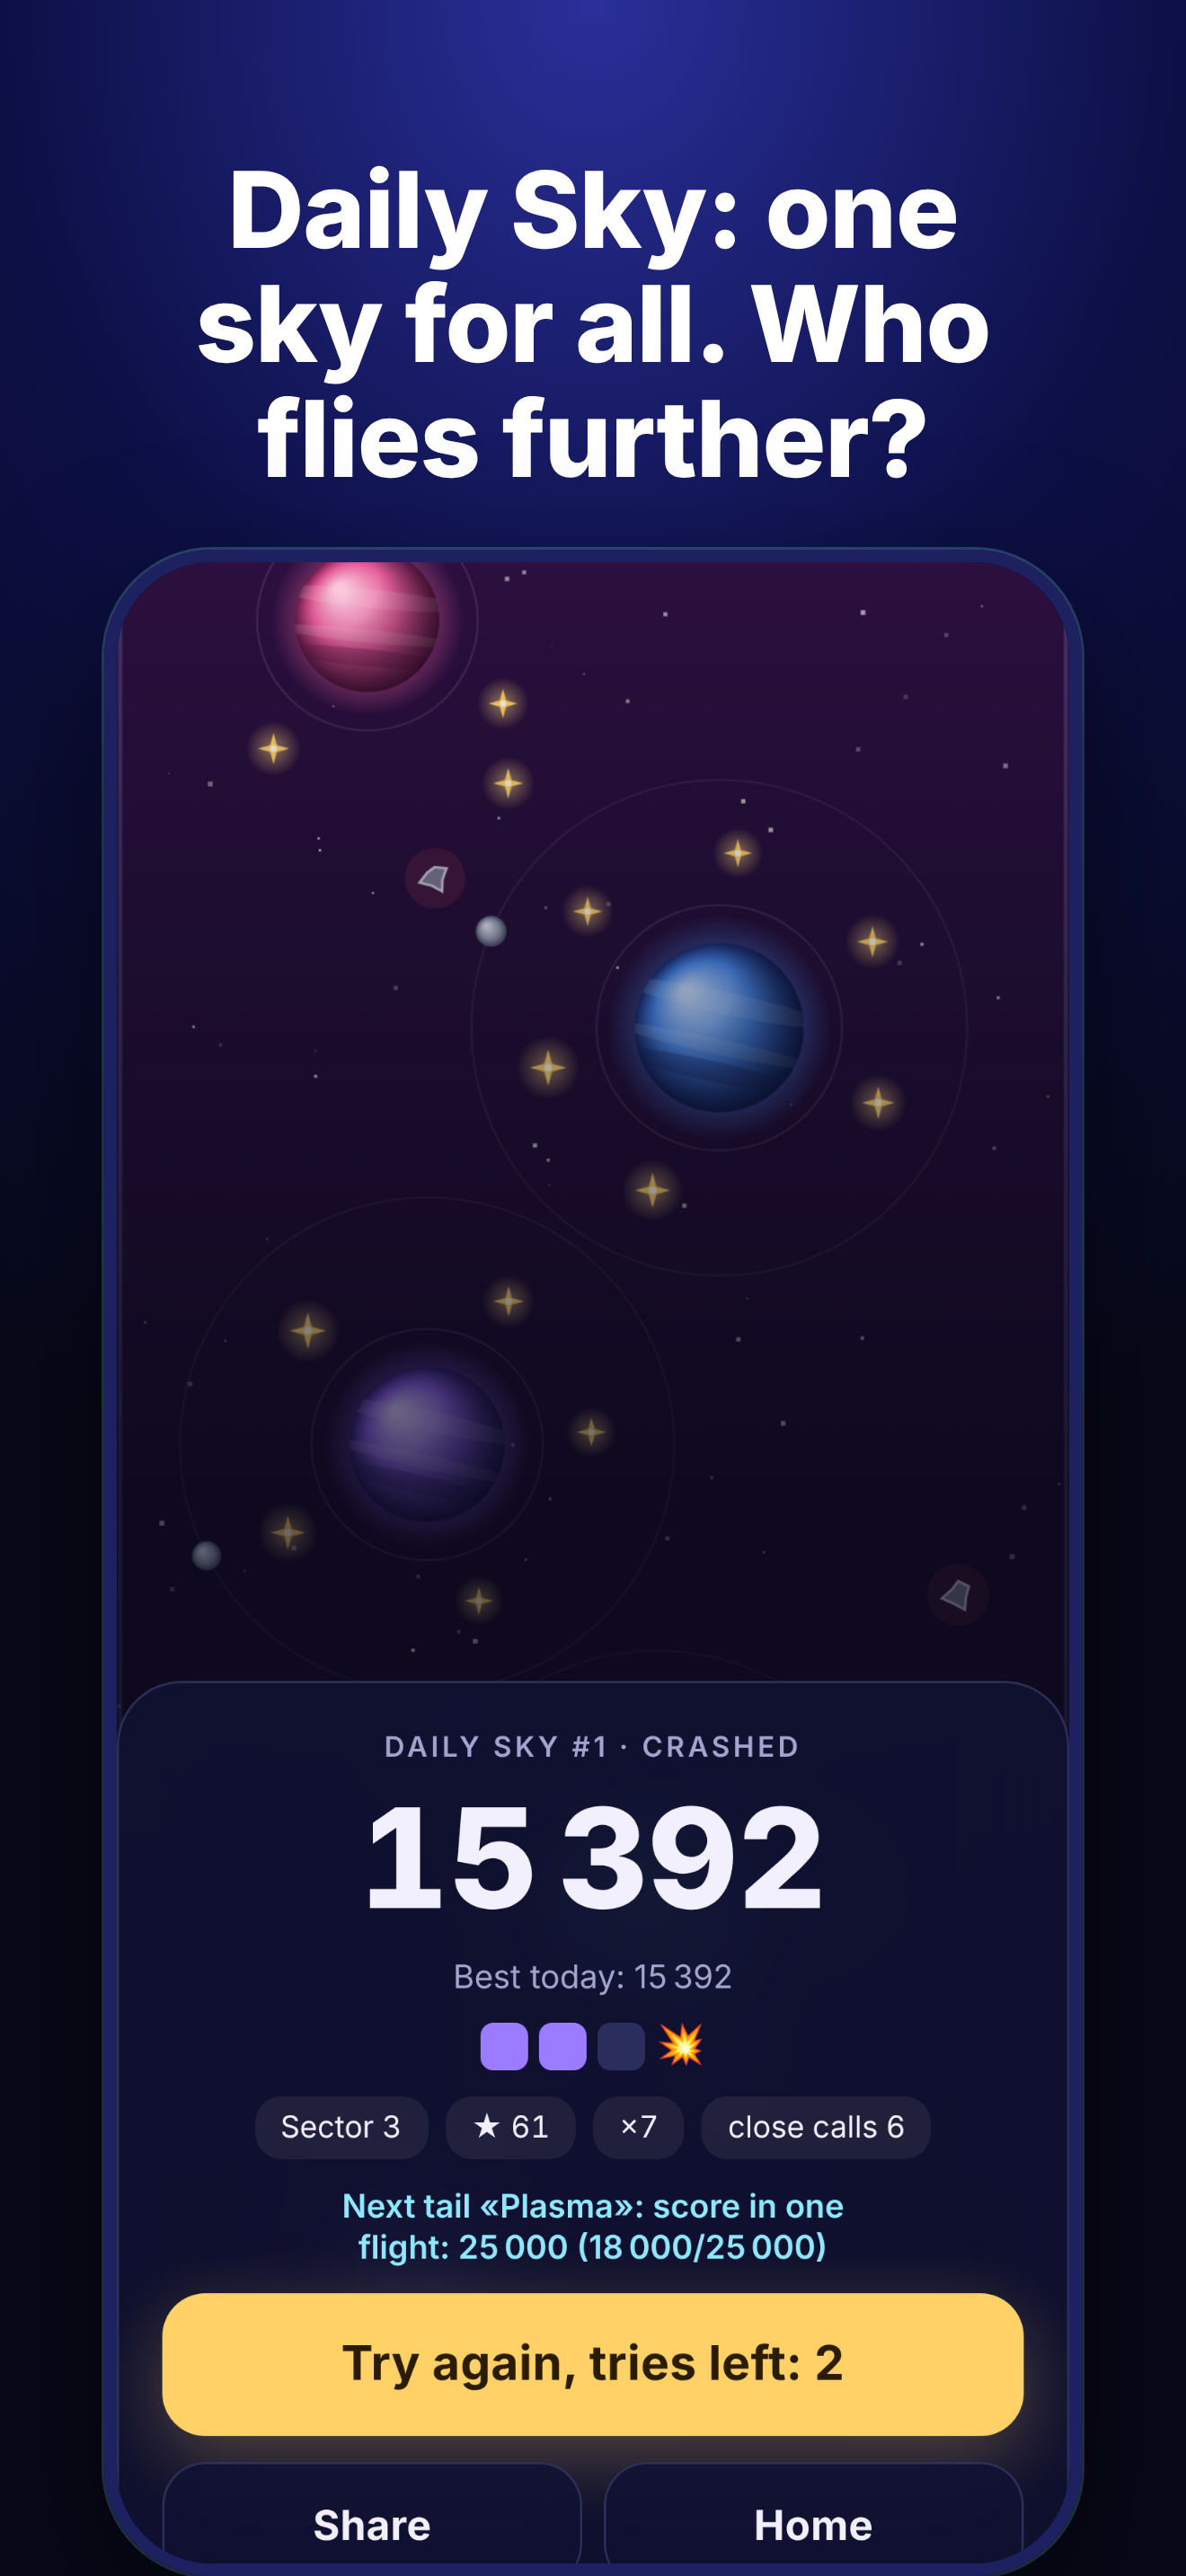 Daily Sky: one
sky for all. Who
flies further?
DAILY SKY #1 · CRASHED
15 392
Best today: 15 392
Sector 3
★ 61
×7
close calls 6
Next tail «Plasma»: score in one
flight: 25 000 (18 000/25 000)
Try again, tries left: 2
Share
Home